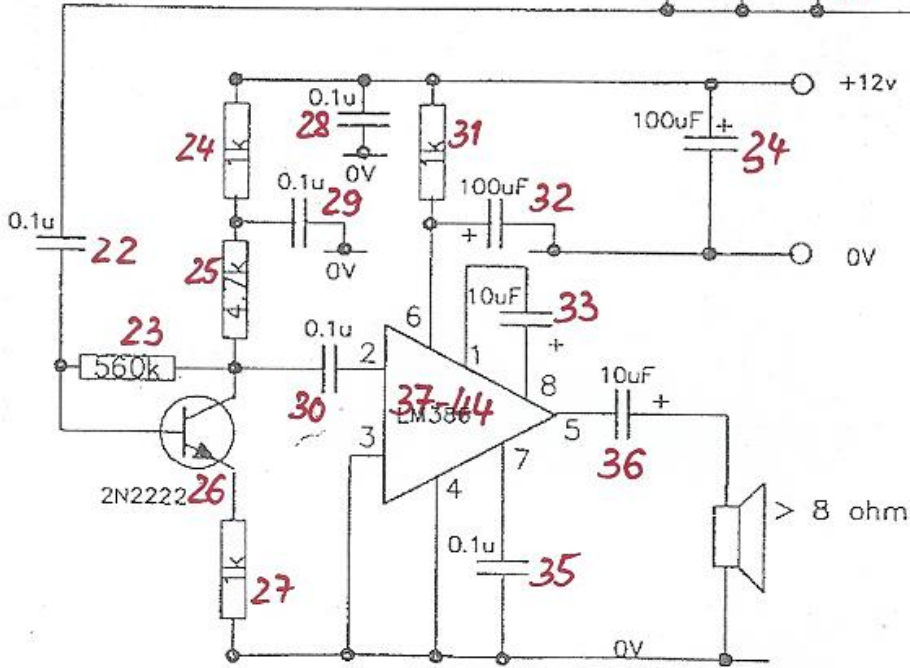 +12v
0.1u
28
24
1k
31
1k
100uF +
24
0V
0.1u
29
100uF
32
+
0.1u
22
0V
0V
25
4.7k
10uF
33
+
23
560k
6
0.1u
1
2
8
10uF
+
30
37-44
LM386
5
3
7
36
2N2222
26
4
> 8 ohm
1k
27
0.1u
35
0V